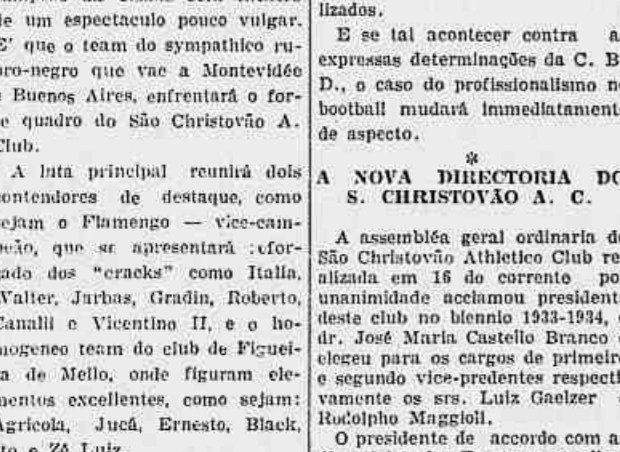 de um espectaculo pouco vulgar.
E' que o team do sympathico ru-
bro-negro que vae a Montevidée
e Buenos Aires, enfrentará o for-
te quadro do São Christovão A.
Club.
A luta principal reunirá dois
contendores de destaque, como
sejam o Flamengo — vice-cam-
peão, que se apresentará refor-
çado dos "cracks" como Italia,
Walter, Jarbas, Gradin, Roberto,
Canalli e Vicentino II, e o ho-
mogeneo team do club de Figuei-
ra de Mello, onde figuram ele-
mentos excellentes, como sejam:
Agricola, Jucá, Ernesto, Black,
e Zé Luiz.
lizados.
E se tal acontecer contra a
expressas determinações da C. B
D., o caso do profissionalismo no
football mudará immediatament
de aspecto.
*
A NOVA DIRECTORIA DO
S. CHRISTOVÃO A. C.
A assembléa geral ordinaria do
São Christovão Athletico Club re
alizada em 16 do corrente po
unanimidade acclamou president
deste club no biennio 1933-1934, o
dr. José Maria Castello Branco e
elegeu para os cargos de primeiro
e segundo vice-predentes respecti
vamente os srs. Luiz Gaelzer e
Rodolpho Maggioli.
O presidente de accordo com a